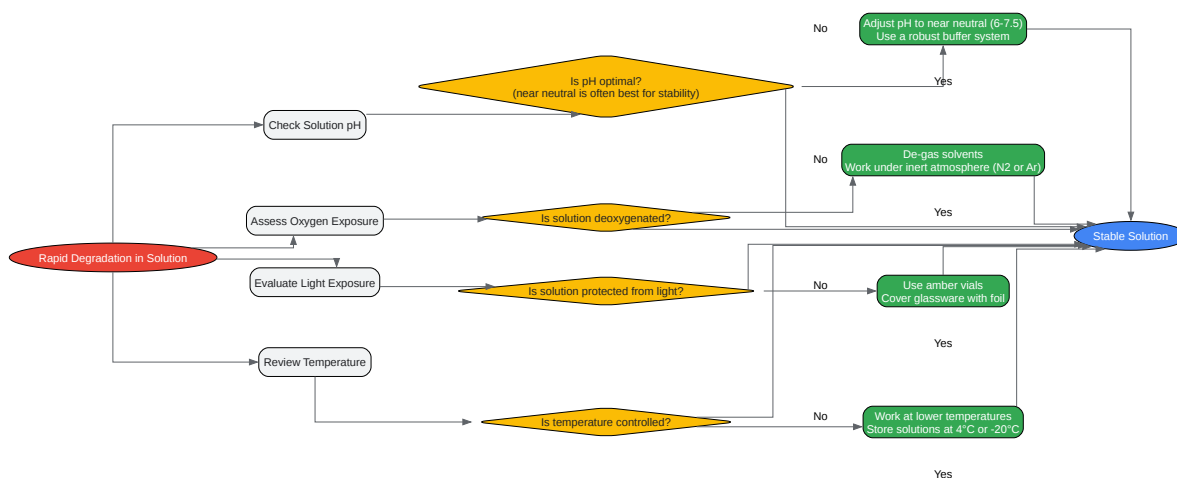 No
Adjust pH to near neutral (6-7.5)
Use a robust buffer system
Is pH optimal?
(near neutral is often best for stability)
Yes
Check Solution pH
No
De-gas solvents
Work under inert atmosphere (N2 or Ar)
Assess Oxygen Exposure
Is solution deoxygenated?
Yes
Stable Solution
Rapid Degradation in Solution
Evaluate Light Exposure
Is solution protected from light?
No
Use amber vials
Cover glassware with foil
Yes
Review Temperature
Is temperature controlled?
No
Work at lower temperatures
Store solutions at 4°C or -20°C
Yes